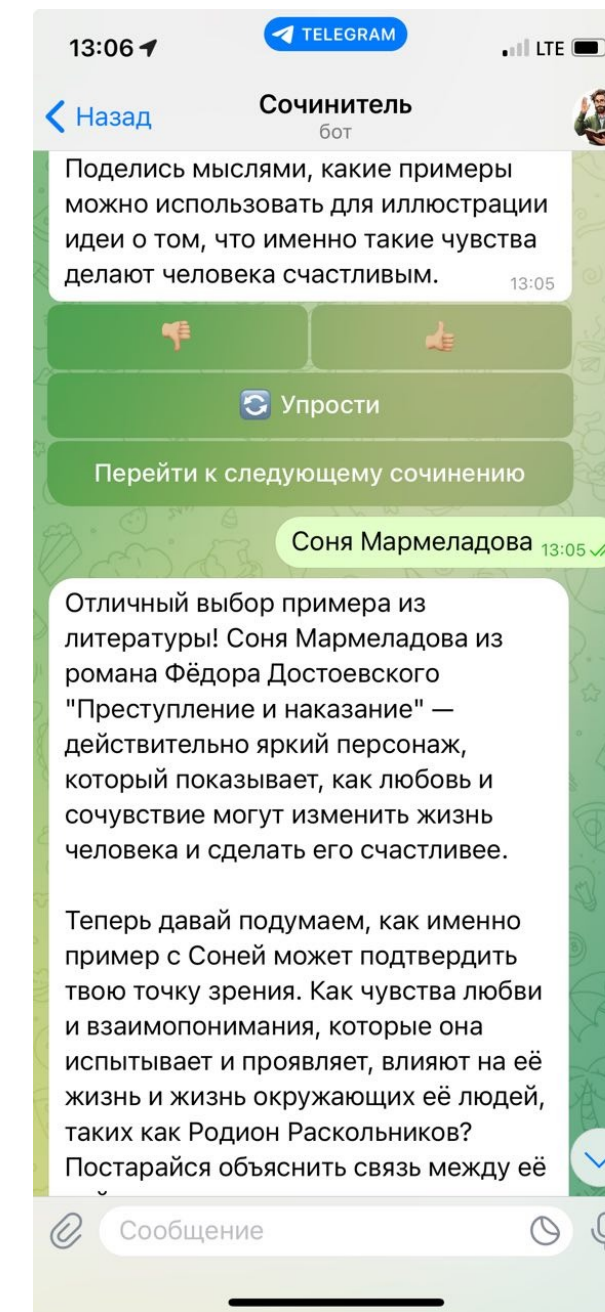 13:06
TELEGRAM
LTE
Назад
Сочинитель
бот
Поделись мыслями, какие примеры
можно использовать для иллюстрации
идеи о том, что именно такие чувства
делают человека счастливым.
13:05
Упрости
Перейти к следующему сочинению
Соня Мармеладова 13:05
Отличный выбор примера из
литературы! Соня Мармеладова из
романа Фёдора Достоевского
"Преступление и наказание" —
действительно яркий персонаж,
который показывает, как любовь и
сочувствие могут изменить жизнь
человека и сделать его счастливее.
Теперь давай подумаем, как именно
пример с Соней может подтвердить
твою точку зрения. Как чувства любви
и взаимопонимания, которые она
испытывает и проявляет, влияют на её
жизнь и жизнь окружающих её людей,
таких как Родион Раскольников?
Постарайся объяснить связь между её
Сообщение